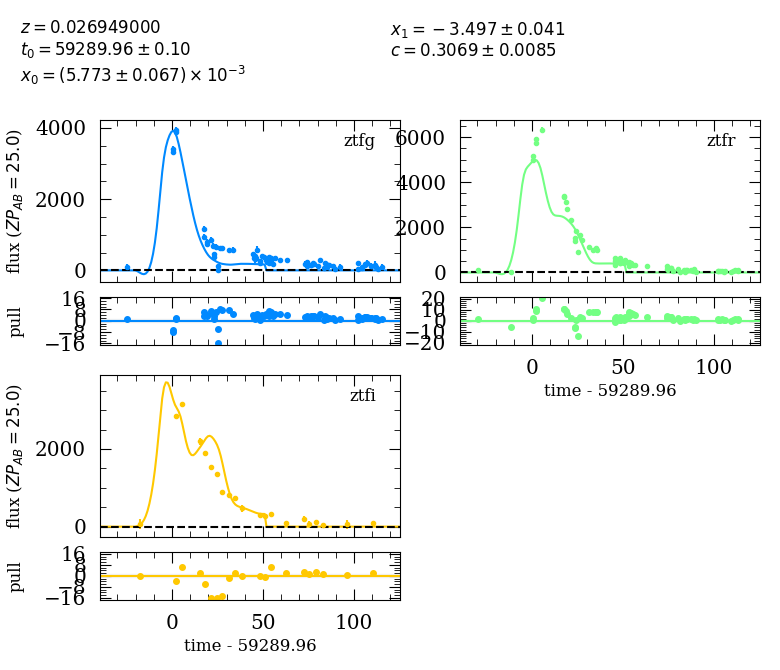 z = 0.026949000
t₀ = 59289.96 ± 0.10
x₀ = (5.773 ± 0.067) × 10⁻³
x₁ = −3.497 ± 0.041
c = 0.3069 ± 0.0085
4000
2000
0
flux (ZP_AB = 25.0)
ztfg
6000
4000
2000
0
ztfr
16
8
0
−8
−16
pull
20
10
0
−10
−20
0
50
100
time - 59289.96
2000
0
flux (ZP_AB = 25.0)
ztfi
16
8
0
−8
−16
pull
0
50
100
time - 59289.96